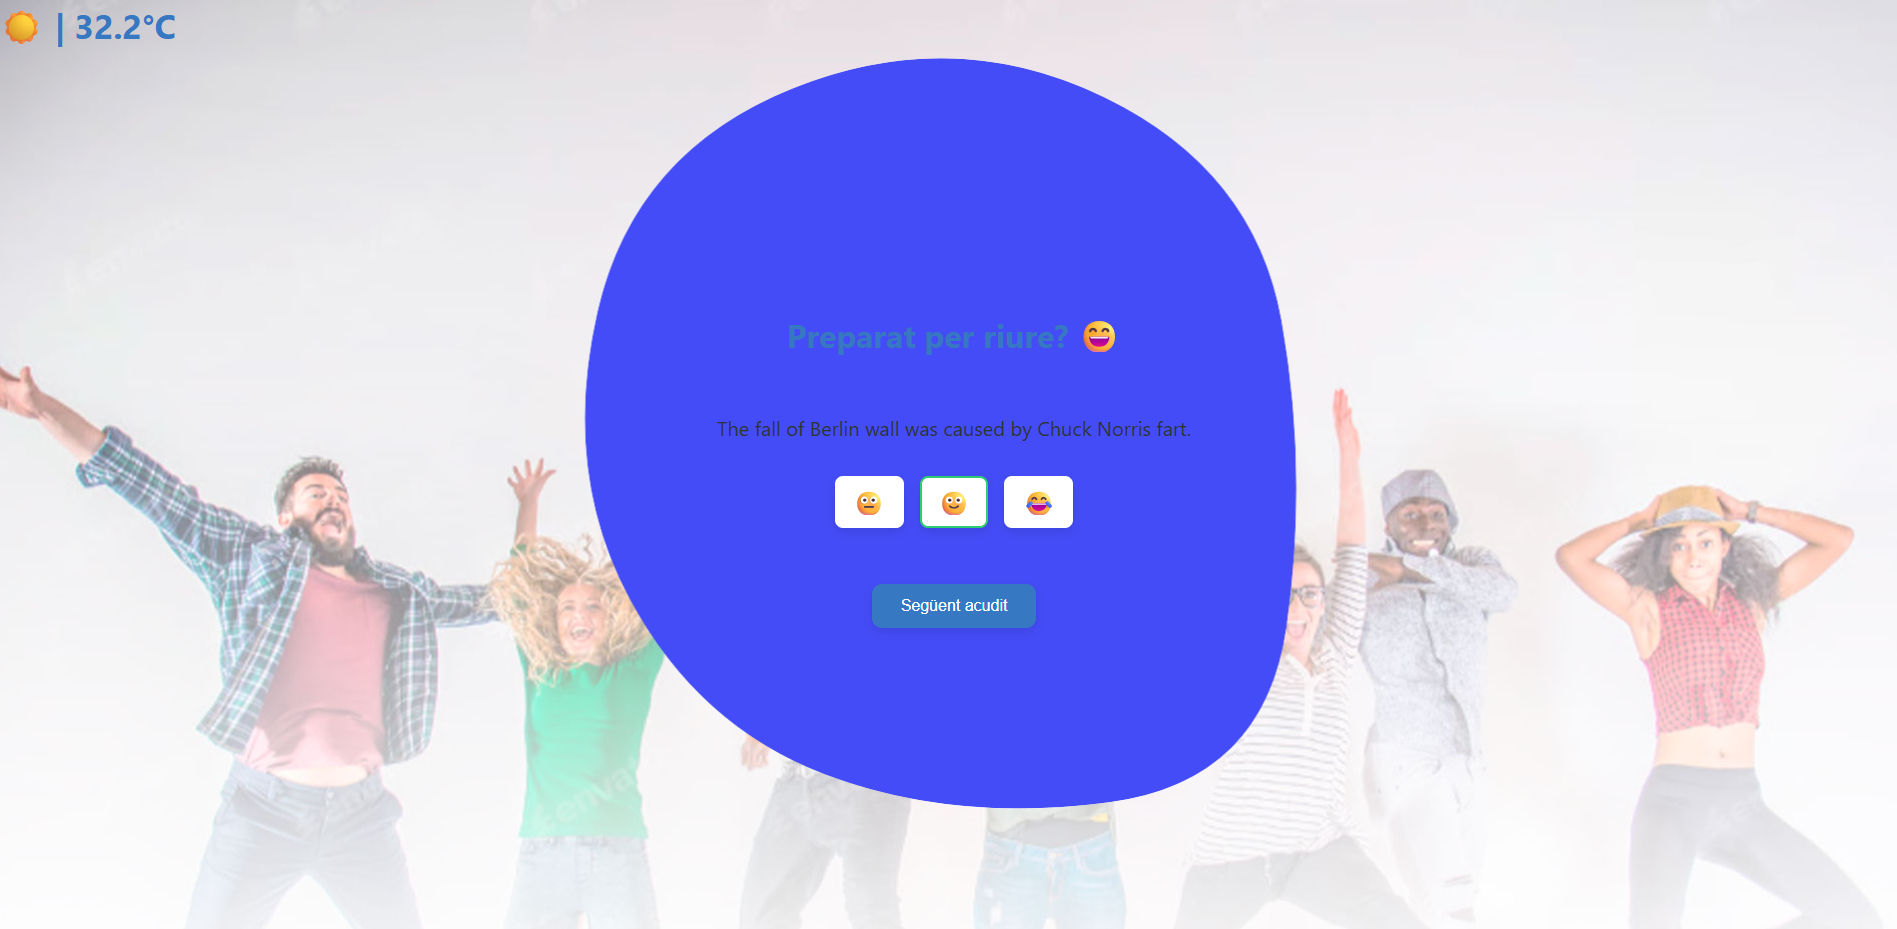 | 32.2°C
Preparat per riure?
The fall of Berlin wall was caused by Chuck Norris fart.
Següent acudit